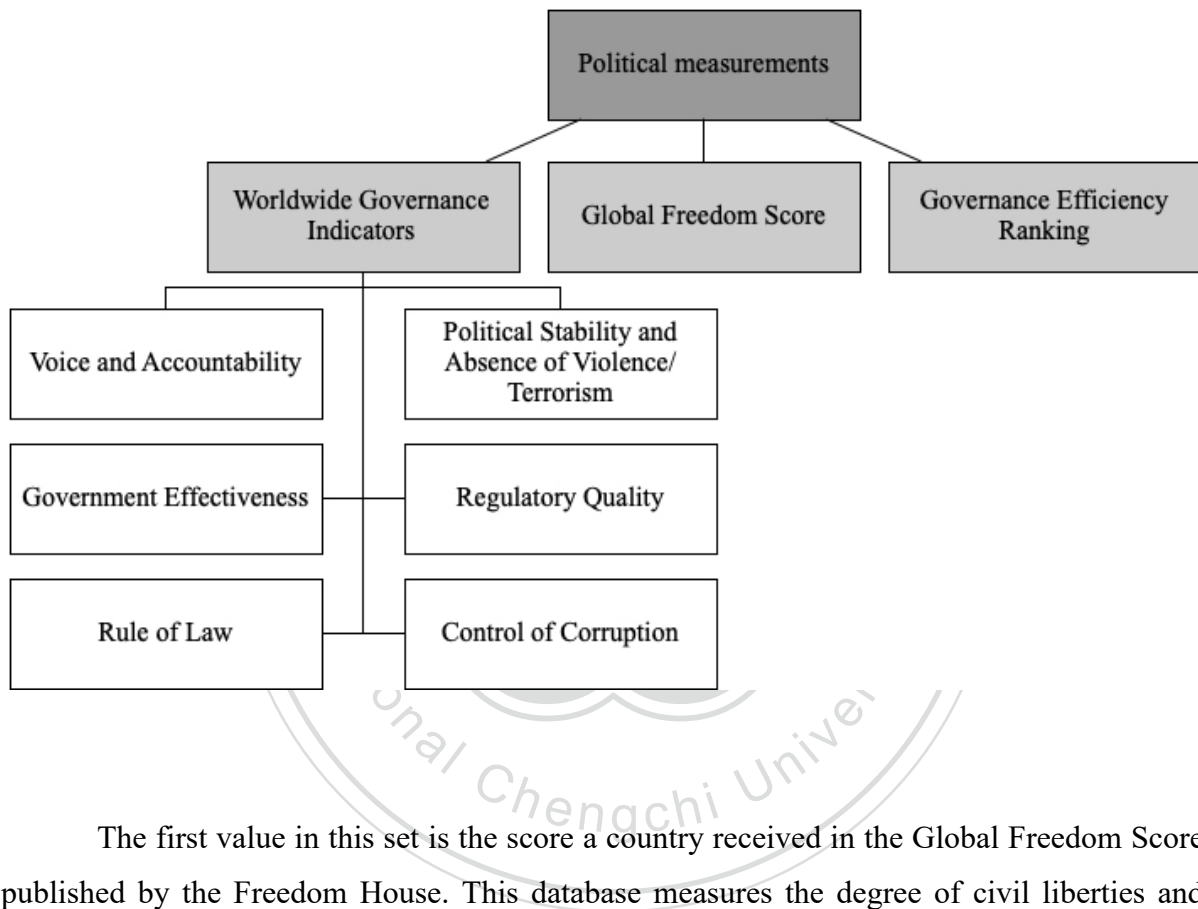 Political measurements
Worldwide Governance
Indicators
Global Freedom Score
Governance Efficiency
Ranking
Voice and Accountability
Political Stability and
Absence of Violence/
Terrorism
Government Effectiveness
Regulatory Quality
Rule of Law
Control of Corruption
onal Chengchi Univer
The first value in this set is the score a country received in the Global Freedom Score
published by the Freedom House. This database measures the degree of civil liberties and